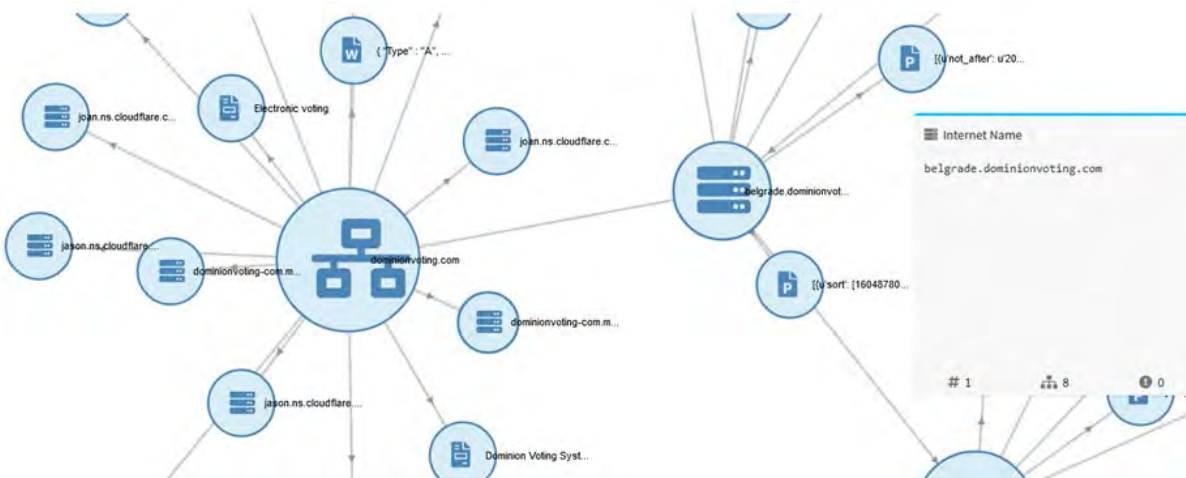 { "Type" : "A", ...
[{u'not_after': u'20...
Electronic voting
joan.ns.cloudflare.c...
joan.ns.cloudflare.c...
Internet Name
belgrade.dominionvoting.com
belgrade.dominionvot...
jason.ns.cloudflare....
dominionvoting.com
dominionvoting-com.m...
[{u'sort': [16048780...
dominionvoting-com.m...
# 1
8
0
jason.ns.cloudflare....
Dominion Voting Syst...
W
P
P
P